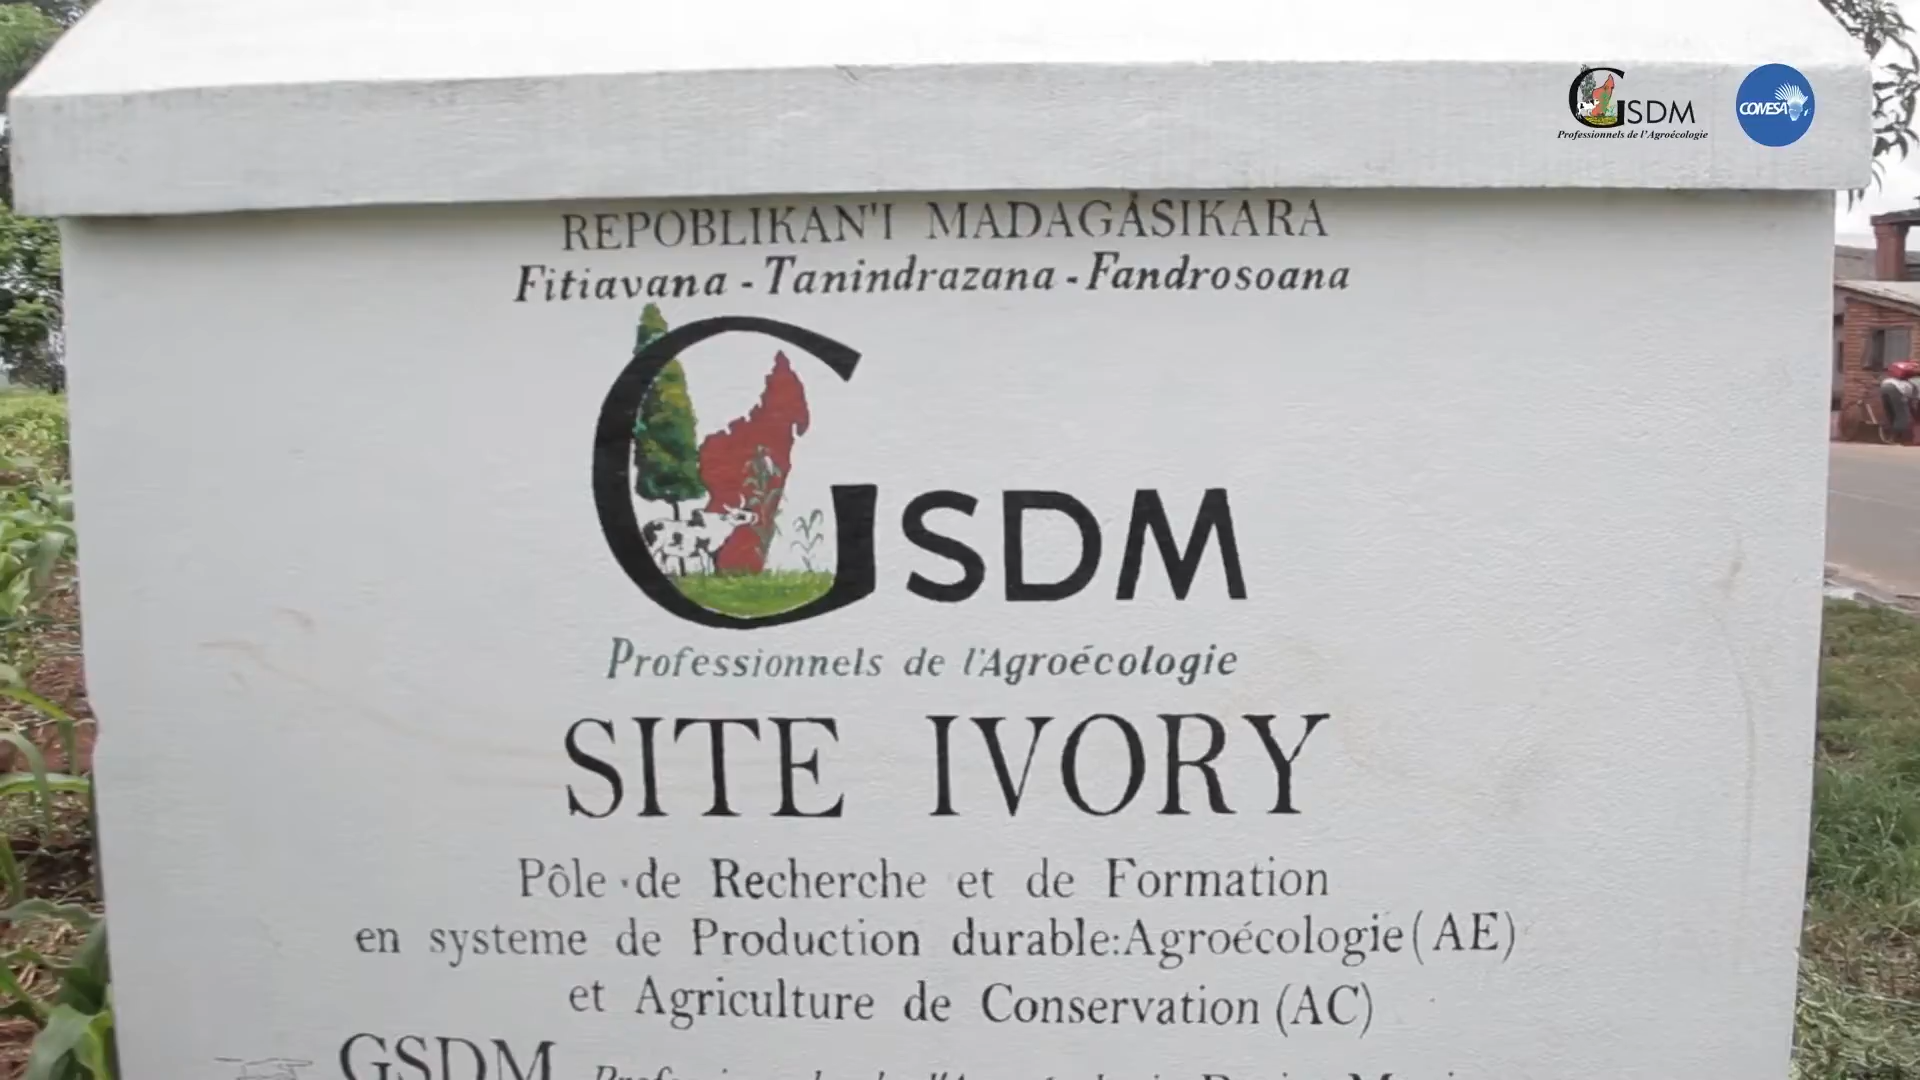 GSDM
Professionnels de l'Agroécologie
COMESA
REPOBLIKAN'I MADAGASIKARA
Fitiavana - Tanindrazana - Fandrosoana
GSDM
Professionnels de l'Agroécologie
SITE IVORY
Pôle de Recherche et de Formation
en systeme de Production durable:Agroécologie(AE)
et Agriculture de Conservation (AC)
GSDM